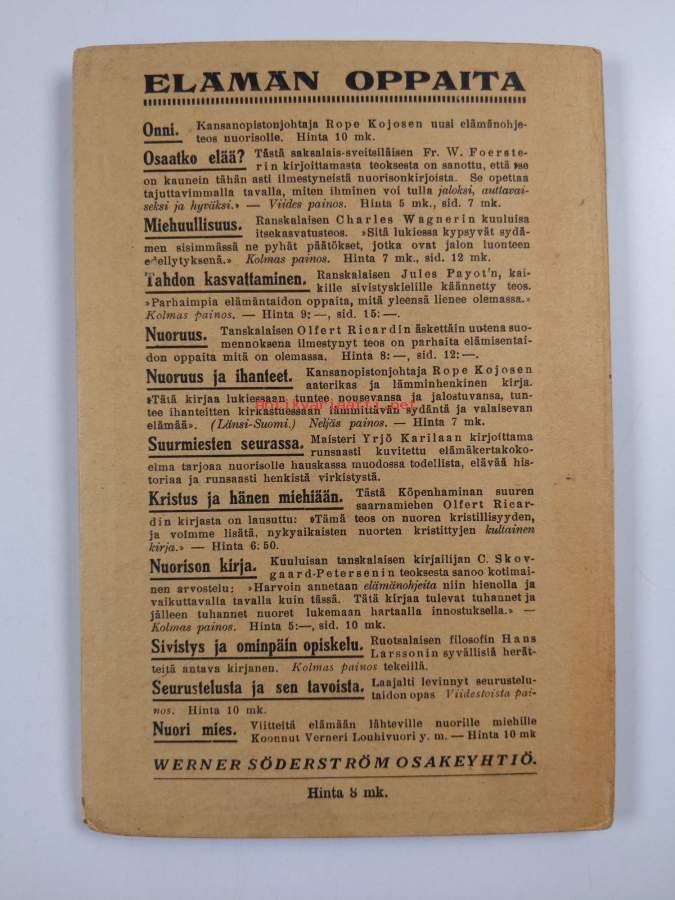 ELÄMÄN OPPAITA
Onni. Kansanopistonjohtaja Rope Kojosen uusi elämänohje-
teos nuorisolle. Hinta 10 mk.
Osaatko elää? Tästä saksalais-sveitsiläisen Fr. W. Foerste-
rin kirjoittamasta teoksesta on sanottu, että »se
on kaunein tähän asti ilmestyneistä nuorisonkirjoista. Se opettaa
tajuttavimmalla tavalla, miten ihminen voi tulla jaloksi, auttavai-
seksi ja hyväksi.» — Viides painos. Hinta 5 mk., sid. 7 mk.
Miehuullisuus. Ranskalaisen Charles Wagnerin kuuluisa
itsekasvatusteos. »Sitä lukiessa kypsyvät sydä-
men sisimmässä ne pyhät päätökset, jotka ovat jalon luonteen
edellytyksenä.» Kolmas painos. Hinta 7 mk., sid. 12 mk.
Tahdon kasvattaminen. Ranskalaisen Jules Payot'n, kai-
kille sivistyskielille käännetty teos.
»Parhaimpia elämäntaidon oppaita, mitä yleensä lienee olemassa.»
Kolmas painos. — Hinta 9: —, sid. 15: —.
Nuoruus. Tanskalaisen Olfert Ricardin äskettäin uutena suo-
mennoksena ilmestynyt teos on parhaita elämisentai-
don oppaita mitä on olemassa. Hinta 8: —, sid. 12: —.
Nuoruus ja ihanteet. Kansanopistonjohtaja Rope Kojosen
aaterikas ja lämminhenkinen kirja.
»Tätä kirjaa lukiessaan tuntee nousevansa ja jalostuvansa, tun-
Antikvariaatti.net
tee ihanteitten kirkastuessaan lämmittävän sydäntä ja valaisevan
elämää». (Länsi-Suomi.) Neljäs painos. — Hinta 7 mk.
Suurmiesten seurassa. Maisteri Yrjö Karilaan kirjoittama
runsaasti kuvitettu elämäkertakoko-
elma tarjoaa nuorisolle hauskassa muodossa todellista, elävää his-
toriaa ja runsaasti henkistä virkistystä.
Kristus ja hänen miehiään. Tästä Köpenhaminan suuren
saarnamiehen Olfert Ricar-
din kirjasta on lausuttu: »Tämä teos on nuoren kristillisyyden,
ja voimme lisätä, nykyaikaisten nuorten kristittyjen kultainen
kirja.» — Hinta 6: 50.
Nuorison kirja. Kuuluisan tanskalaisen kirjailijan C. Skov-
gaard-Petersenin teoksesta sanoo kotimai-
nen arvostelu: »Harvoin annetaan elämänohjeita niin hienolla ja
vaikuttavalla tavalla kuin tässä. Tätä kirjaa tulevat tuhannet ja
jälleen tuhannet nuoret lukemaan hartaalla innostuksella.» —
Kolmas painos. Hinta 5:—, sid. 10 mk.
Sivistys ja ominpäin opiskelu. Ruotsalaisen filosofin Hans
Larssonin syvällisiä herät-
teitä antava kirjanen. Kolmas painos tekeillä.
Seurustelusta ja sen tavoista. Laajalti levinnyt seurustelu-
taidon opas Viidestoista pai-
nos. Hinta 10 mk.
Nuori mies. Viitteitä elämään lähteville nuorille miehille
Koonnut Verneri Louhivuori y. m. — Hinta 10 mk
WERNER SÖDERSTRÖM OSAKEYHTIÖ.
Hinta 8 mk.